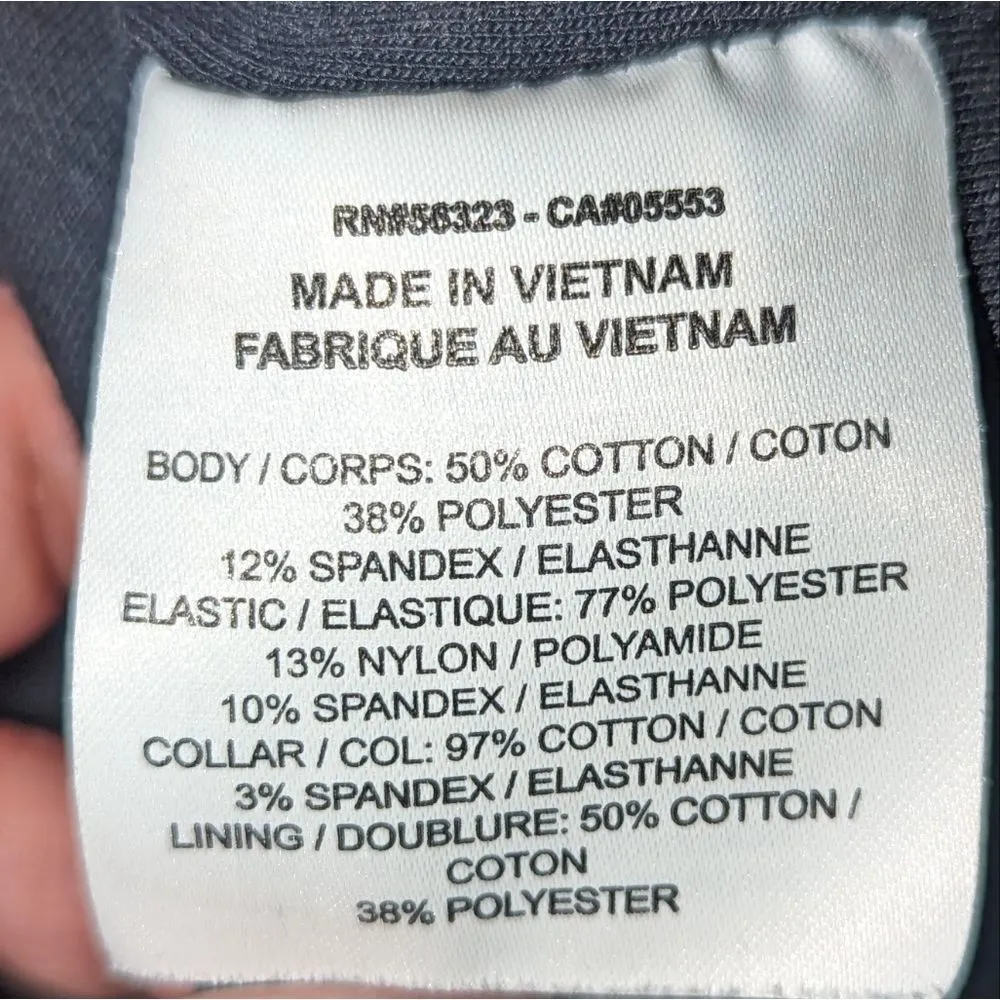 RN#56323 - CA#05553
MADE IN VIETNAM
FABRIQUE AU VIETNAM
BODY / CORPS: 50% COTTON / COTON
38% POLYESTER
12% SPANDEX / ELASTHANNE
ELASTIC / ELASTIQUE: 77% POLYESTER
13% NYLON / POLYAMIDE
10% SPANDEX / ELASTHANNE
COLLAR / COL: 97% COTTON / COTON
3% SPANDEX / ELASTHANNE
LINING / DOUBLURE: 50% COTTON /
COTON
38% POLYESTER